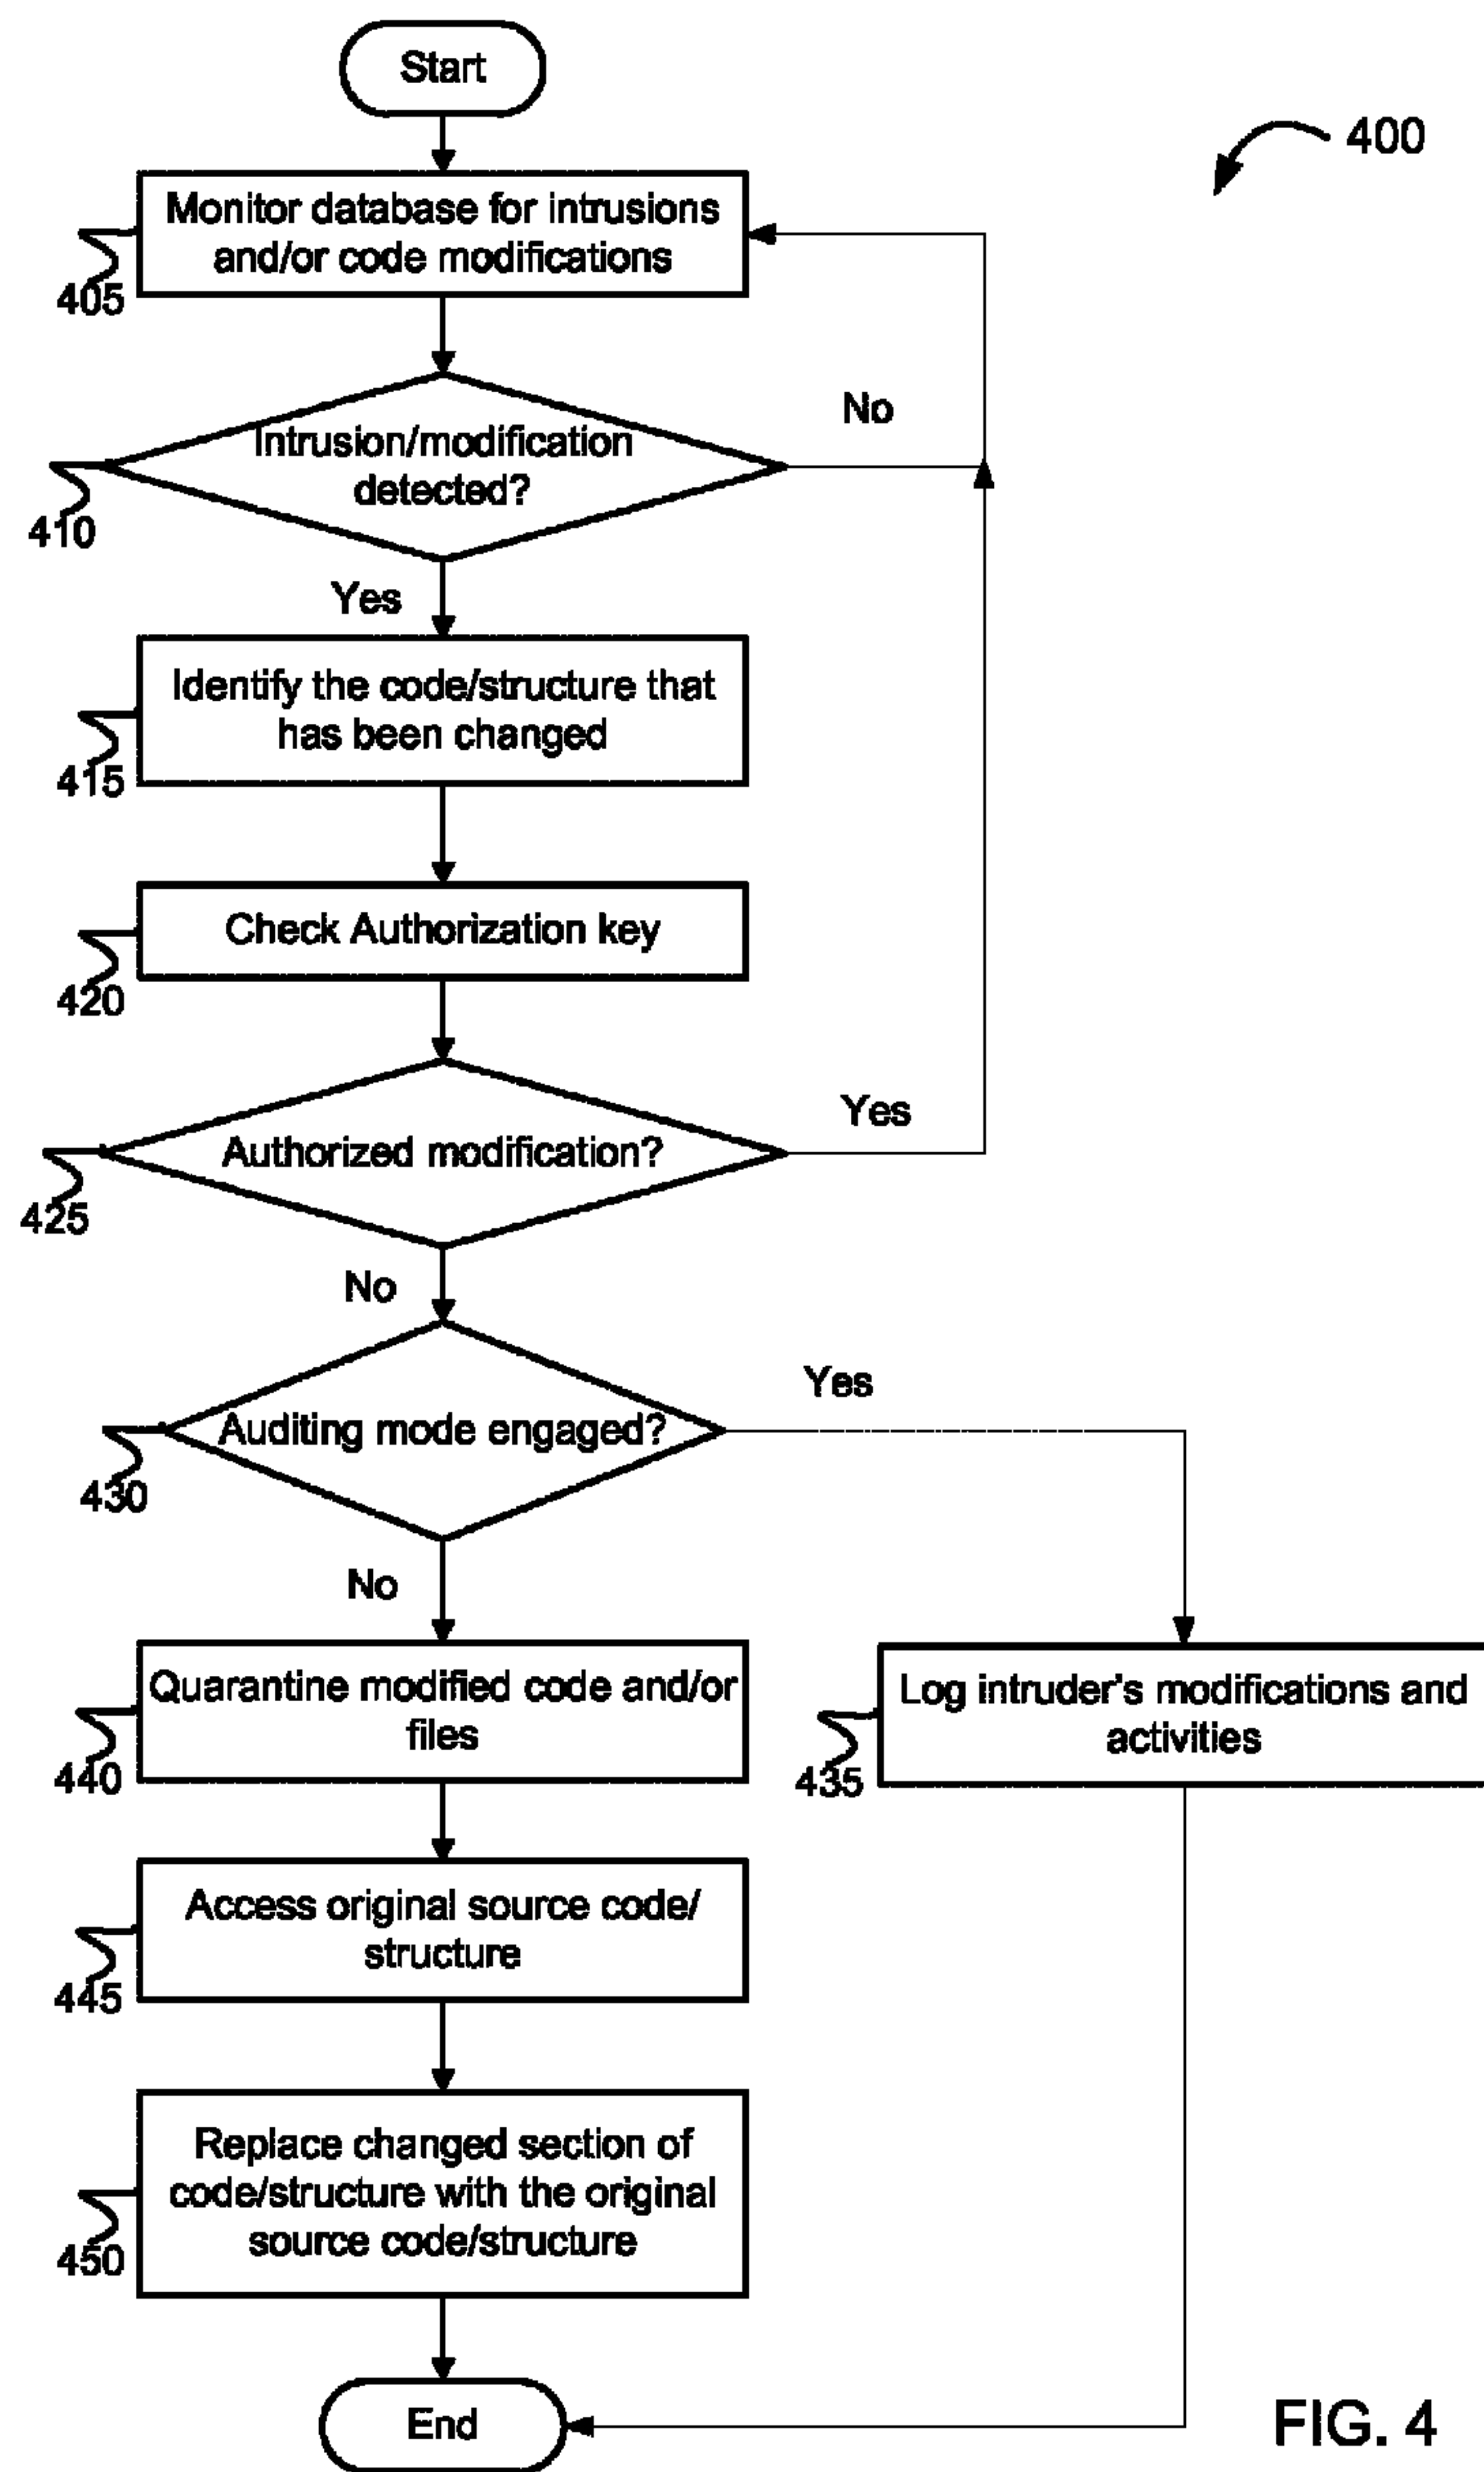 Start
400
Monitor database for intrusions
and/or code modifications
405
No
Intrusion/modification
detected?
410
Yes
Identify the code/structure that
has been changed
415
Check Authorization key
420
Yes
Authorized modification?
425
No
Yes
Auditing mode engaged?
430
No
Quarantine modified code and/or
files
440
Log intruder's modifications and
activities
435
Access original source code/
structure
445
Replace changed section of
code/structure with the original
source code/structure
450
End
FIG. 4